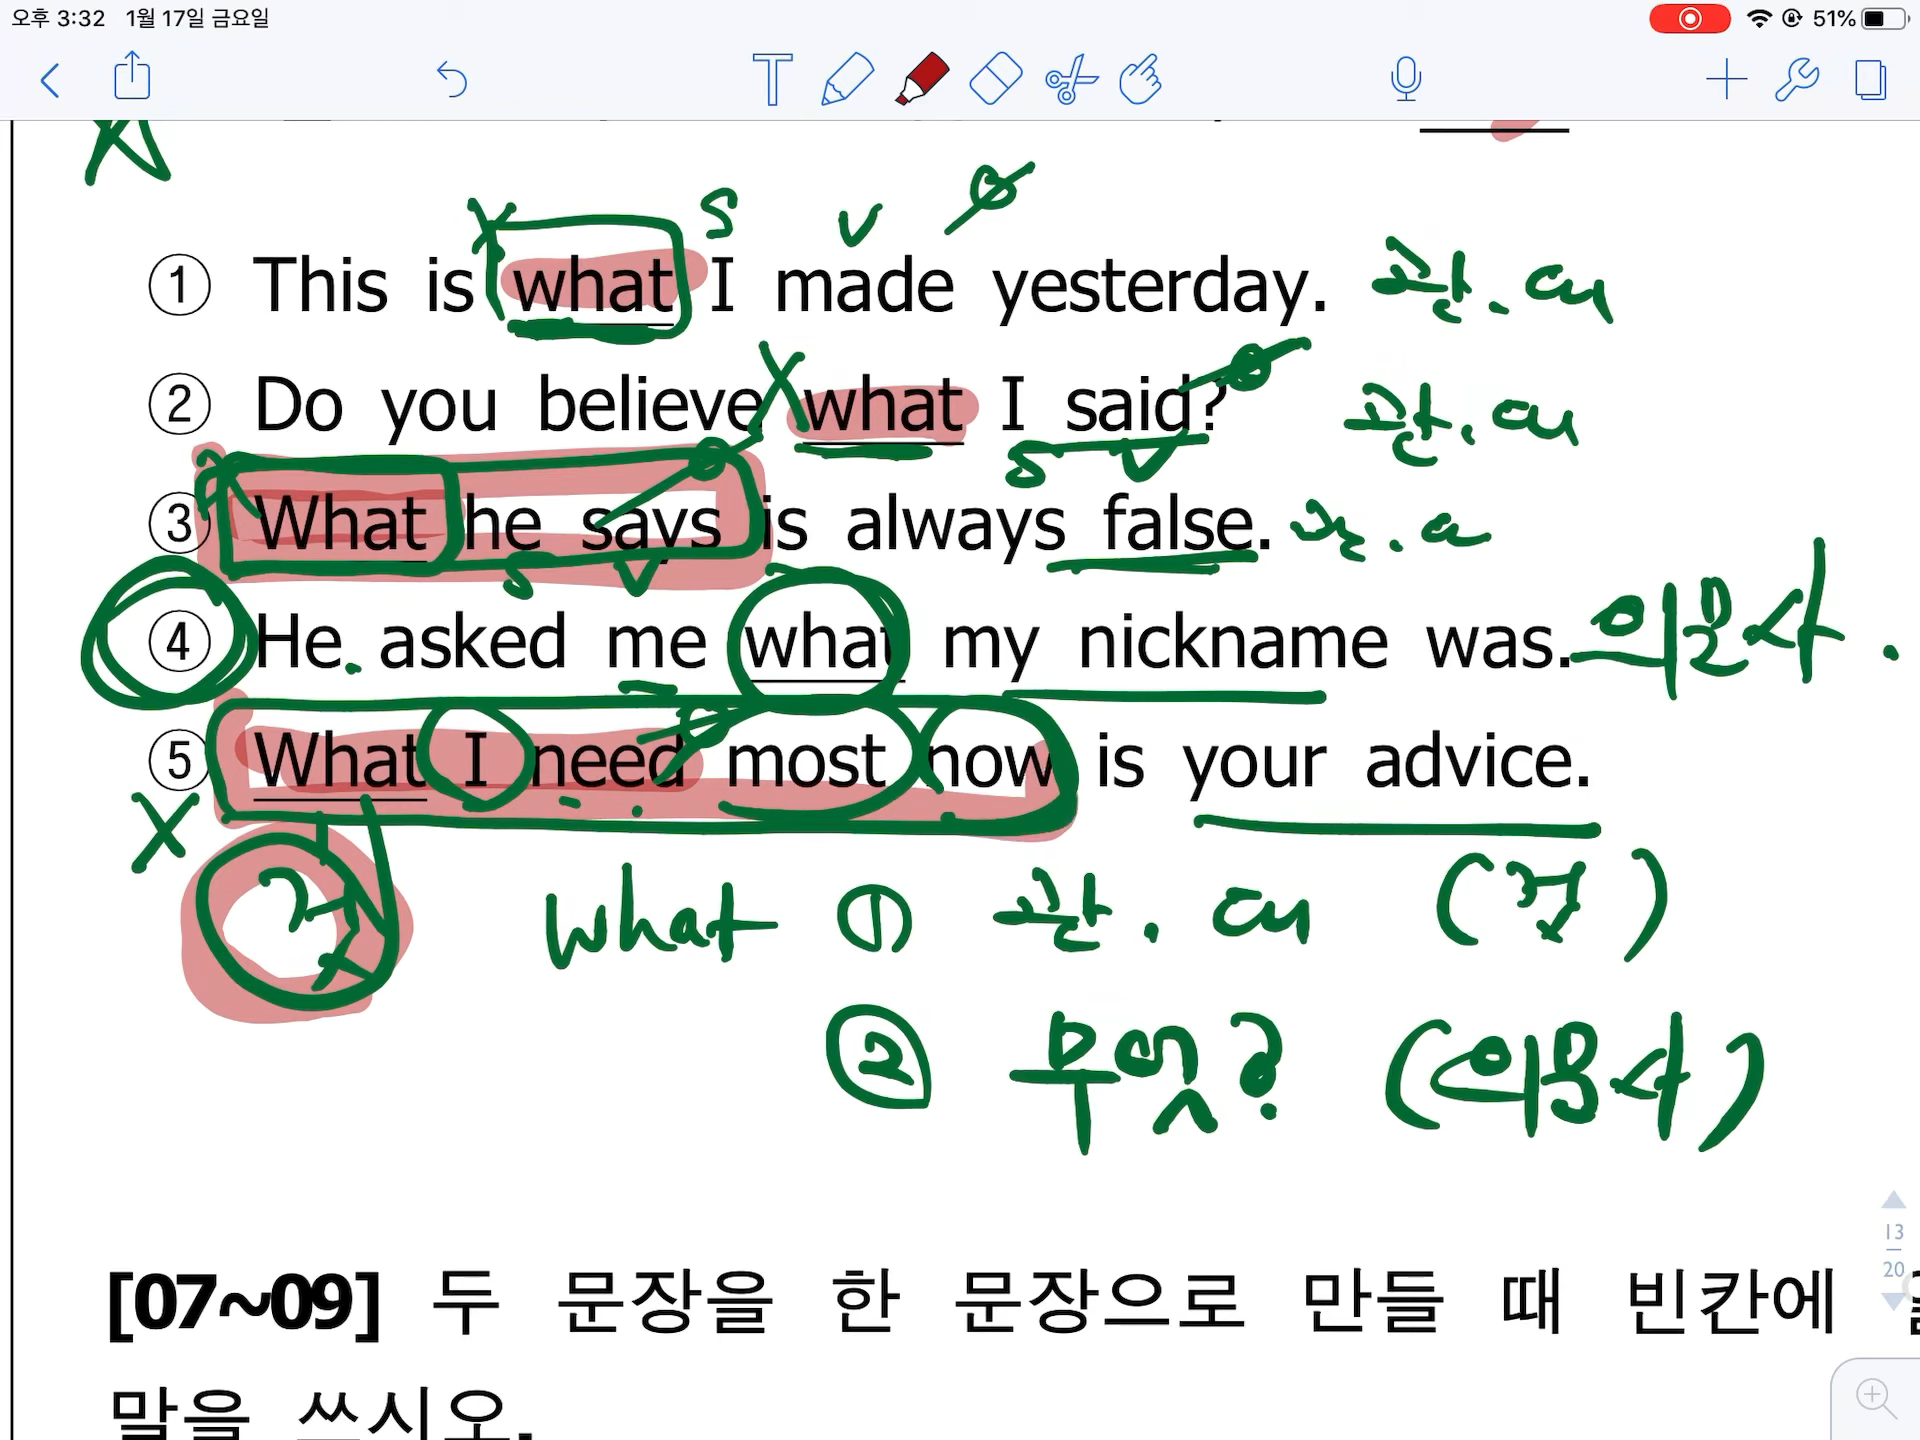 오후 3:32 1월 17일 금요일 51%
T
S V
① This is what I made yesterday. 관.대
② Do you believe what I said? 관.대
S V
③ What he says is always false.
S V
④ He asked me what my nickname was. 의문사.
⑤ What I need most now is your advice.
것
what ① 관.대 (것)
② 무엇? (의문사)
13
20
[07~09] 두 문장을 한 문장으로 만들 때 빈칸에
말을 쓰시오.